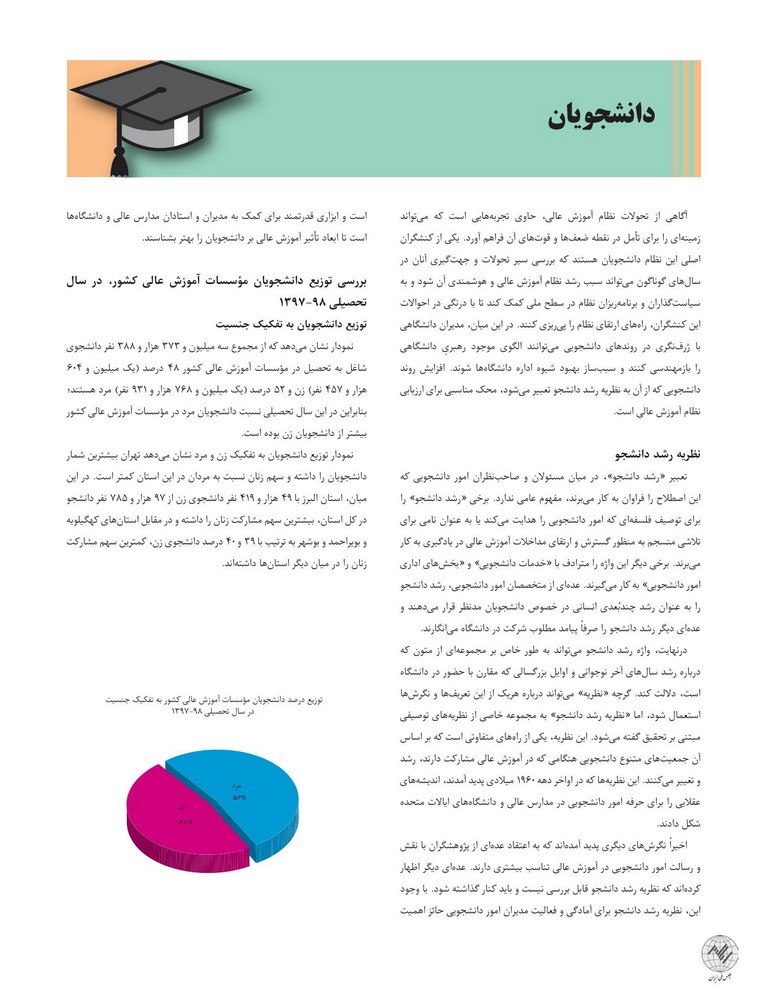 دانشجویان
آگاهی از تحولات نظام آموزش عالی، حاوی تجربه‌هایی است که می‌تواند
زمینه‌ای را برای تأمل در نقطه ضعف‌ها و قوت‌های آن فراهم آورد. یکی از کنشگران
اصلی این نظام دانشجویان هستند که بررسی سیر تحولات و جهت‌گیری آنان در
سال‌های گوناگون می‌تواند سبب رشد نظام آموزش عالی و هوشمندی آن شود و به
سیاست‌گذاران و برنامه‌ریزان نظام در سطح ملی کمک کند تا با درنگی در احوالات
این کنشگران، راه‌های ارتقای نظام را پی‌ریزی کنند. در این میان، مدیران دانشگاهی
با ژرف‌نگری در روندهای دانشجویی می‌توانند الگوی موجود رهبریِ دانشگاهی
را بازمهندسی کنند و سبب‌ساز بهبود شیوه اداره دانشگاه‌ها شوند. افزایش روند
دانشجویی که از آن به نظریه رشد دانشجو تعبیر می‌شود، محک مناسبی برای ارزیابی
نظام آموزش عالی است.
نظریه رشد دانشجو
تعبیر «رشد دانشجو»، در میان مسئولان و صاحب‌نظران امور دانشجویی که
این اصطلاح را فراوان به کار می‌برند، مفهوم عامی ندارد. برخی «رشد دانشجو» را
برای توصیف فلسفه‌ای که امور دانشجویی را هدایت می‌کند یا به عنوان نامی برای
تلاشی منسجم به منظور گسترش و ارتقای مداخلات آموزش عالی در یادگیری به کار
می‌برند. برخی دیگر این واژه را مترادف با «خدمات دانشجویی» و «بخش‌های اداری
امور دانشجویی» به کار می‌گیرند. عده‌ای از متخصصان امور دانشجویی، رشد دانشجو
را به عنوان رشد چندبُعدی انسانی در خصوص دانشجویان مدنظر قرار می‌دهند و
عده‌ای دیگر رشد دانشجو را صرفاً پیامد مطلوب شرکت در دانشگاه می‌انگارند.
درنهایت، واژه رشد دانشجو می‌تواند به طور خاص بر مجموعه‌ای از متون که
درباره رشد سال‌های آخر نوجوانی و اوایل بزرگسالی که مقارن با حضور در دانشگاه
است، دلالت کند. گرچه «نظریه» می‌تواند درباره هریک از این تعریف‌ها و نگرش‌ها
استعمال شود، اما «نظریه رشد دانشجو» به مجموعه خاصی از نظریه‌های توصیفی
مبتنی بر تحقیق گفته می‌شود. این نظریه، یکی از راه‌های متفاوتی است که بر اساس
آن جمعیت‌های متنوع دانشجویی هنگامی که در آموزش عالی مشارکت دارند، رشد
و تغییر می‌کنند. این نظریه‌ها که در اواخر دهه ۱۹۶۰ میلادی پدید آمدند، اندیشه‌های
عقلایی را برای حرفه امور دانشجویی در مدارس عالی و دانشگاه‌های ایالات متحده
شکل دادند.
اخیراً نگرش‌های دیگری پدید آمده‌اند که به اعتقاد عده‌ای از پژوهشگران با نقش
و رسالت امور دانشجویی در آموزش عالی تناسب بیشتری دارند. عده‌ای دیگر اظهار
کرده‌اند که نظریه رشد دانشجو قابل بررسی نیست و باید کنار گذاشته شود. با وجود
این، نظریه رشد دانشجو برای آمادگی و فعالیت مدیران امور دانشجویی حائز اهمیت
است و ابزاری قدرتمند برای کمک به مدیران و استادان مدارس عالی و دانشگاه‌ها
است تا ابعاد تأثیر آموزش عالی بر دانشجویان را بهتر بشناسند.
بررسی توزیع دانشجویان مؤسسات آموزش عالی کشور، در سال
تحصیلی ۹۸-۱۳۹۷
توزیع دانشجویان به تفکیک جنسیت
نمودار نشان می‌دهد که از مجموع سه میلیون و ۳۷۳ هزار و ۳۸۸ نفر دانشجوی
شاغل به تحصیل در مؤسسات آموزش عالی کشور ۴۸ درصد (یک میلیون و ۶۰۴
هزار و ۴۵۷ نفر) زن و ۵۲ درصد (یک میلیون و ۷۶۸ هزار و ۹۳۱ نفر) مرد هستند؛
بنابراین در این سال تحصیلی نسبت دانشجویان مرد در مؤسسات آموزش عالی کشور
بیشتر از دانشجویان زن بوده است.
نمودار توزیع دانشجویان به تفکیک زن و مرد نشان می‌دهد تهران بیشترین شمار
دانشجویان را داشته و سهم زنان نسبت به مردان در این استان کمتر است. در این
میان، استان البرز با ۴۹ هزار و ۴۱۹ نفر دانشجوی زن از ۹۷ هزار و ۷۸۵ نفر دانشجو
در کل استان، بیشترین سهم مشارکت زنان را داشته و در مقابل استان‌های کهگیلویه
و بویراحمد و بوشهر به ترتیب با ۳۹ و ۴۰ درصد دانشجوی زن، کمترین سهم مشارکت
زنان را در میان دیگر استان‌ها داشته‌اند.
توزیع درصد دانشجویان مؤسسات آموزش عالی کشور به تفکیک جنسیت
در سال تحصیلی ۹۸-۱۳۹۷
مرد
۵۲%
زن
۴۸%